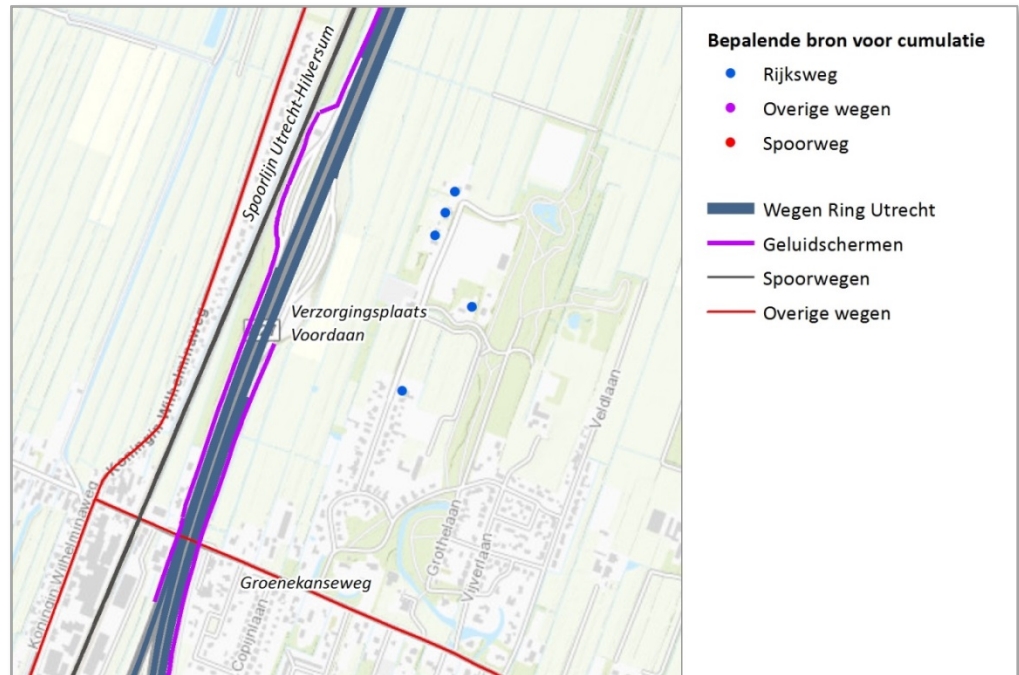 Spoorlijn Utrecht-Hilversum
Koningin Wilhelminaweg
Verzorgingsplaats
Voordaan
Veldlaan
Koningin Wilhelminaweg
Grothelaan
Vijverlaan
Groenekanseweg
Copijnlaan
Bepalende bron voor cumulatie
Rijksweg
Overige wegen
Spoorweg
Wegen Ring Utrecht
Geluidschermen
Spoorwegen
Overige wegen